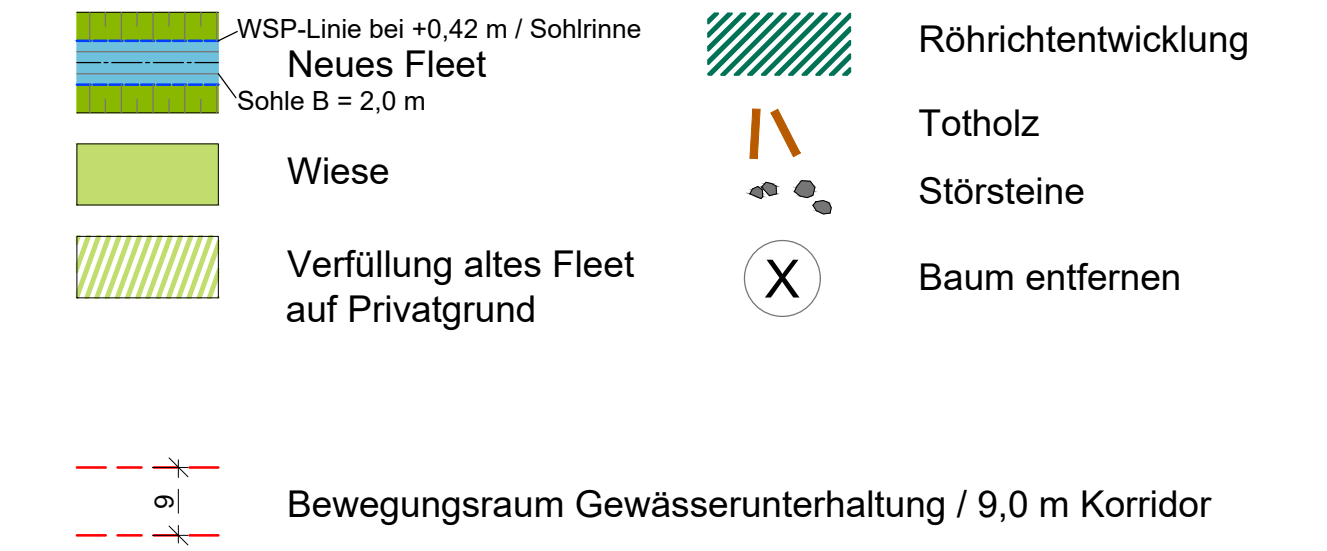 WSP-Linie bei +0,42 m / Sohlrinne
Neues Fleet
Sohle B = 2,0 m
Wiese
Verfüllung altes Fleet
auf Privatgrund
Röhrichtentwicklung
Totholz
Störsteine
X
Baum entfernen
9
Bewegungsraum Gewässerunterhaltung / 9,0 m Korridor